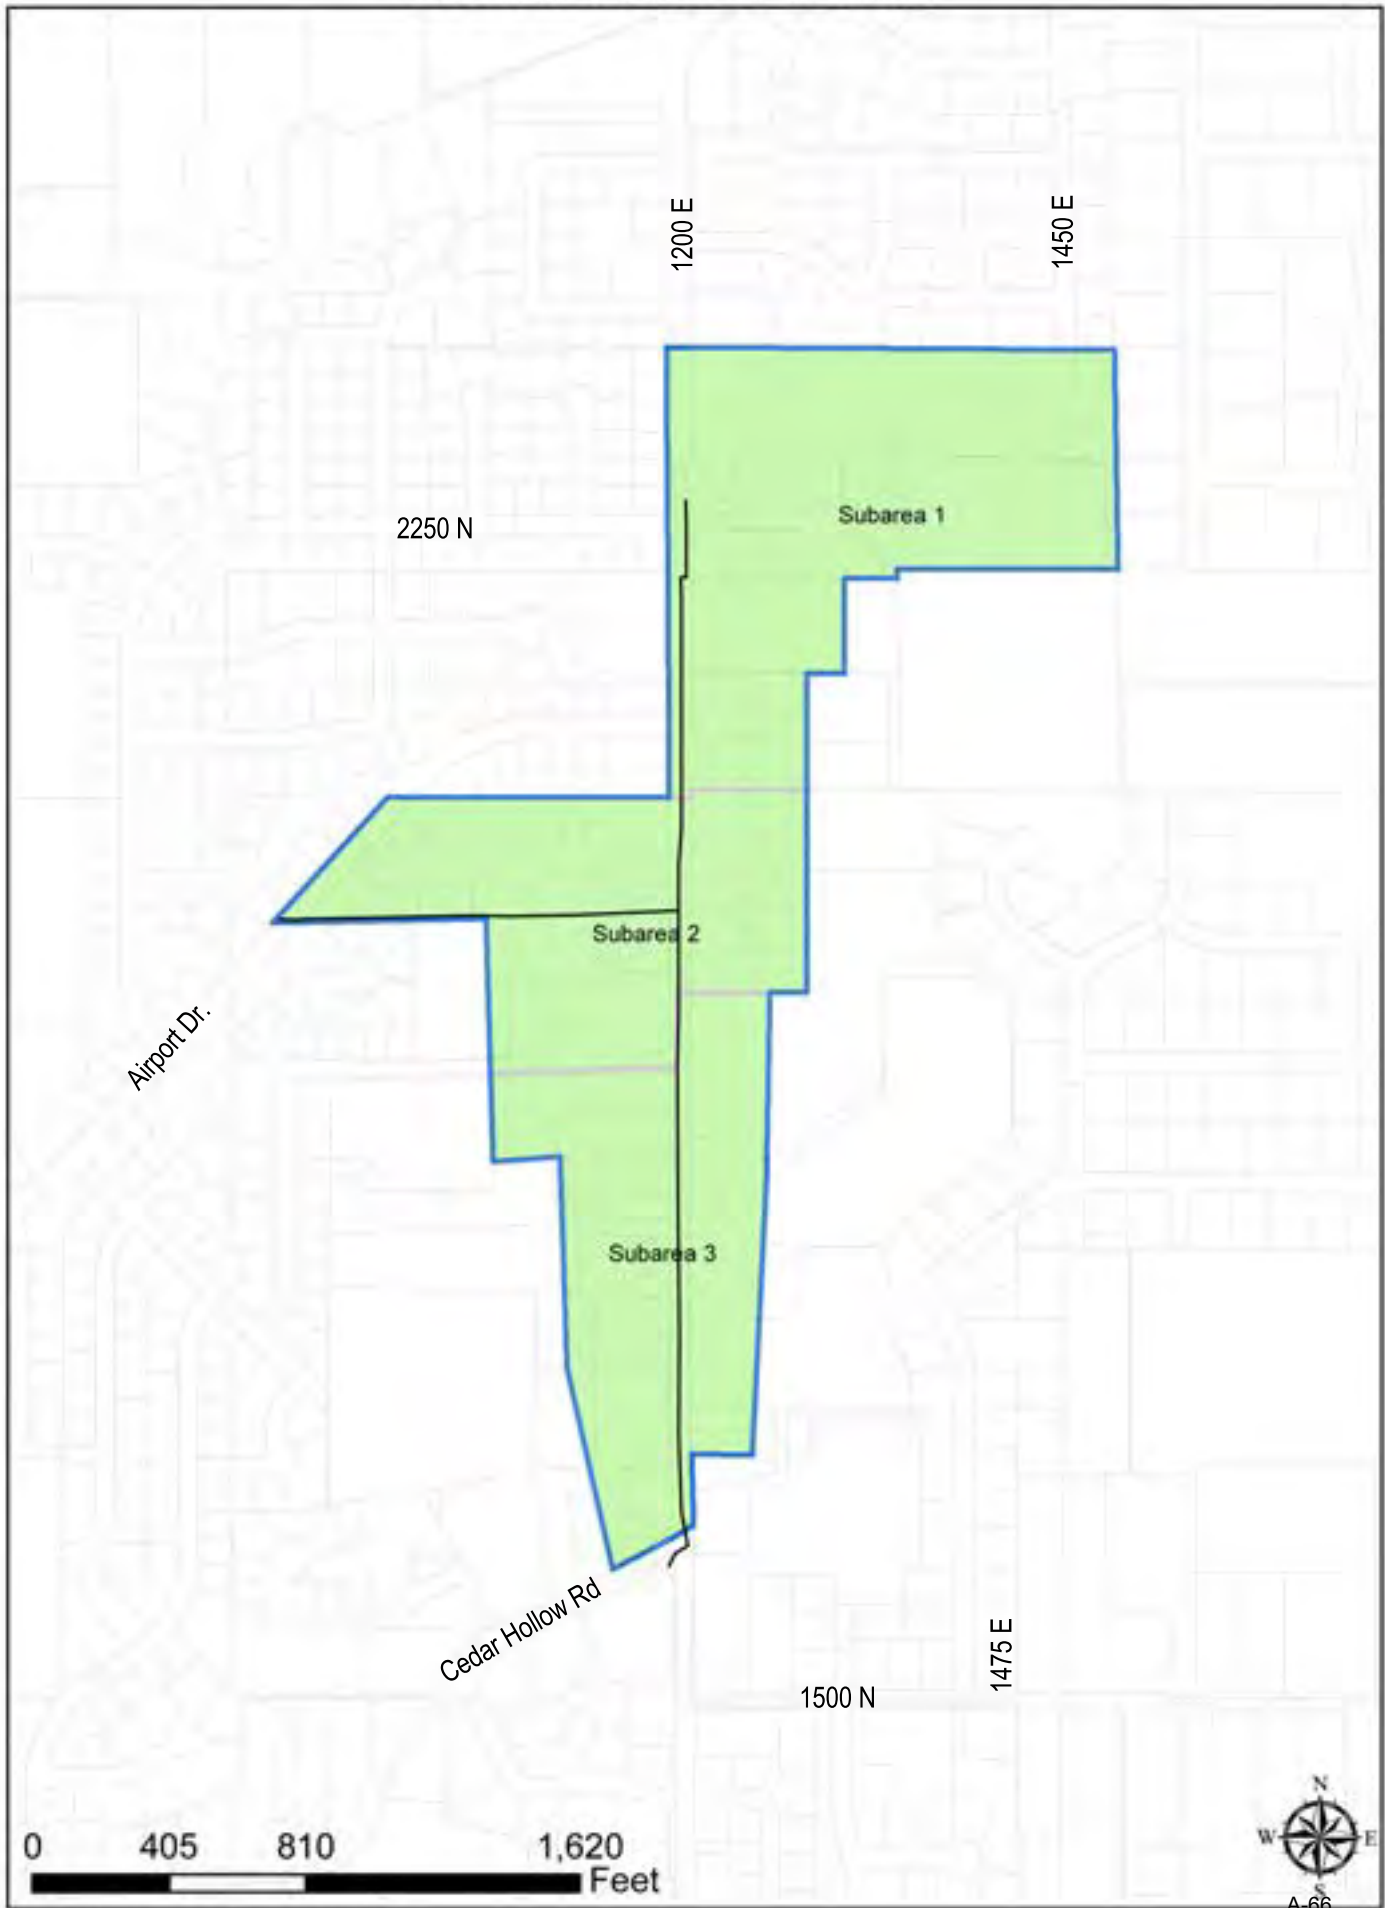 1200 E
1450 E
Subarea 1
2250 N
Subarea 2
Airport Dr.
Subarea 3
Cedar Hollow Rd
1475 E
1500 N
N
W E
S
0 405 810 1,620
Feet
A-66